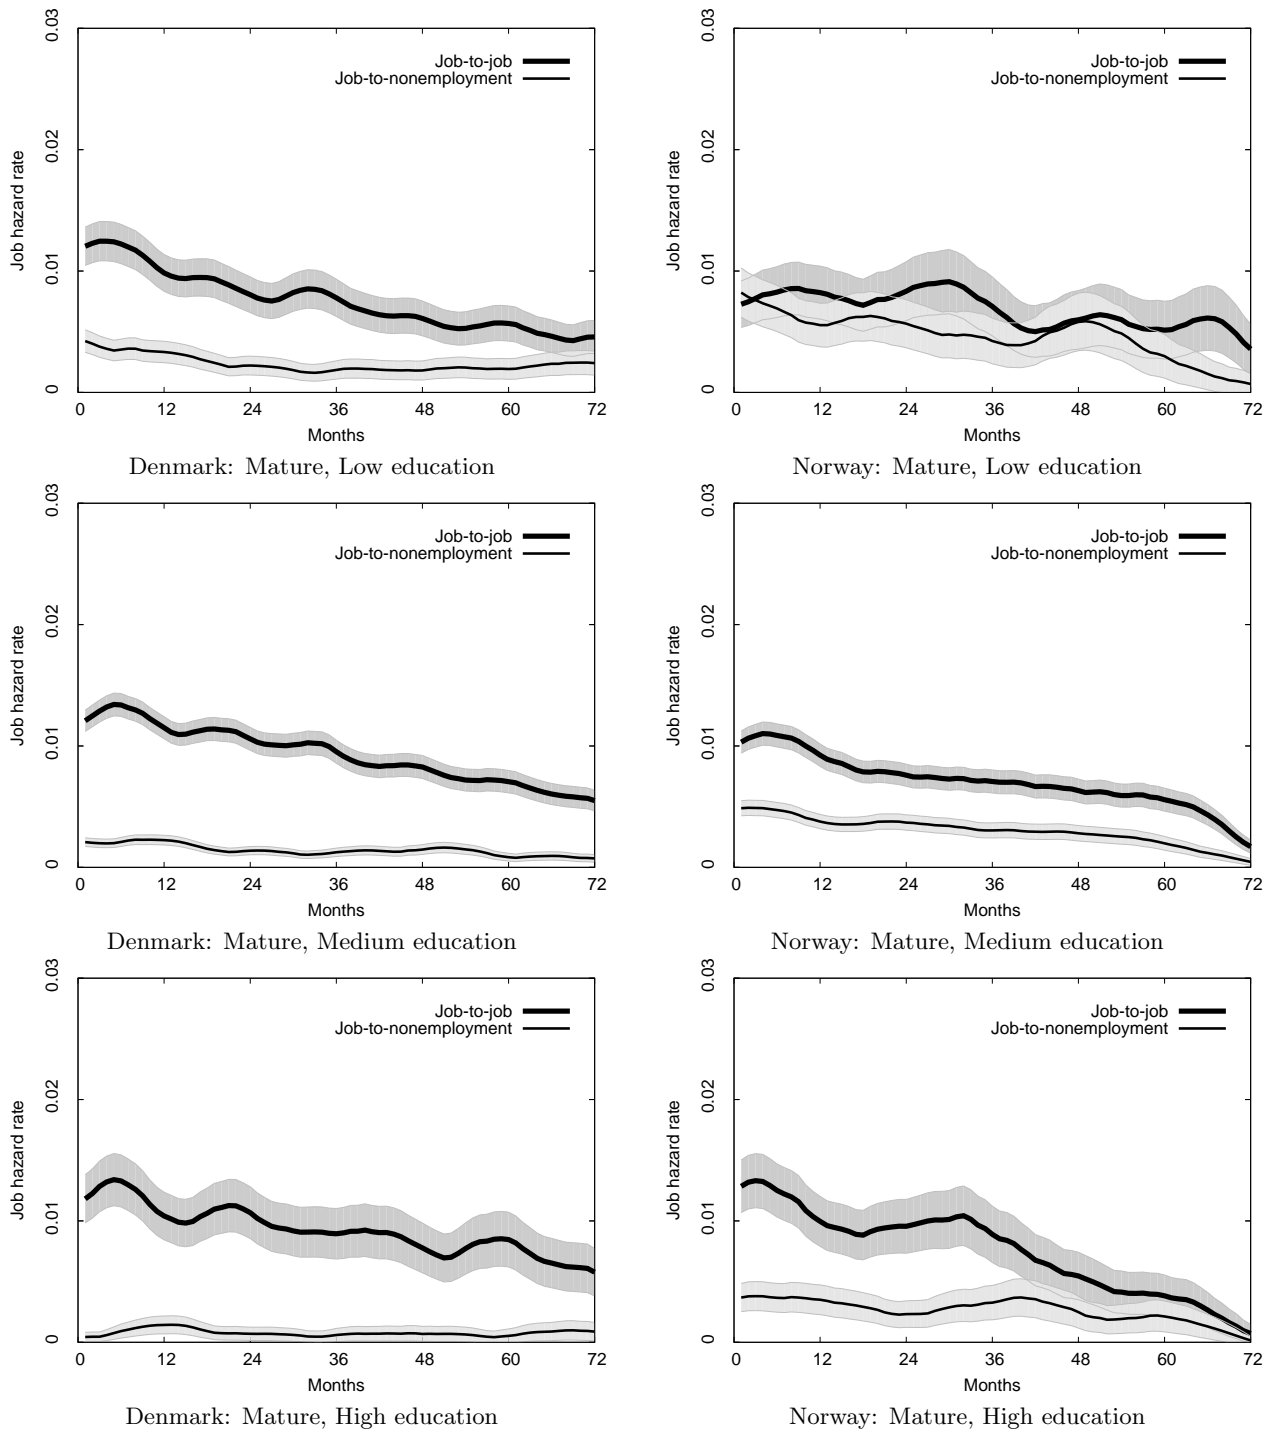 0.03
0.02
0.01
0
Job hazard rate
Job-to-job
Job-to-nonemployment
0 12 24 36 48 60 72
Months
Denmark: Mature, Low education
0.03
0.02
0.01
0
Job hazard rate
Job-to-job
Job-to-nonemployment
0 12 24 36 48 60 72
Months
Norway: Mature, Low education
0.03
0.02
0.01
0
Job hazard rate
Job-to-job
Job-to-nonemployment
0 12 24 36 48 60 72
Months
Denmark: Mature, Medium education
0.03
0.02
0.01
0
Job hazard rate
Job-to-job
Job-to-nonemployment
0 12 24 36 48 60 72
Months
Norway: Mature, Medium education
0.03
0.02
0.01
0
Job hazard rate
Job-to-job
Job-to-nonemployment
0 12 24 36 48 60 72
Months
Denmark: Mature, High education
0.03
0.02
0.01
0
Job hazard rate
Job-to-job
Job-to-nonemployment
0 12 24 36 48 60 72
Months
Norway: Mature, High education